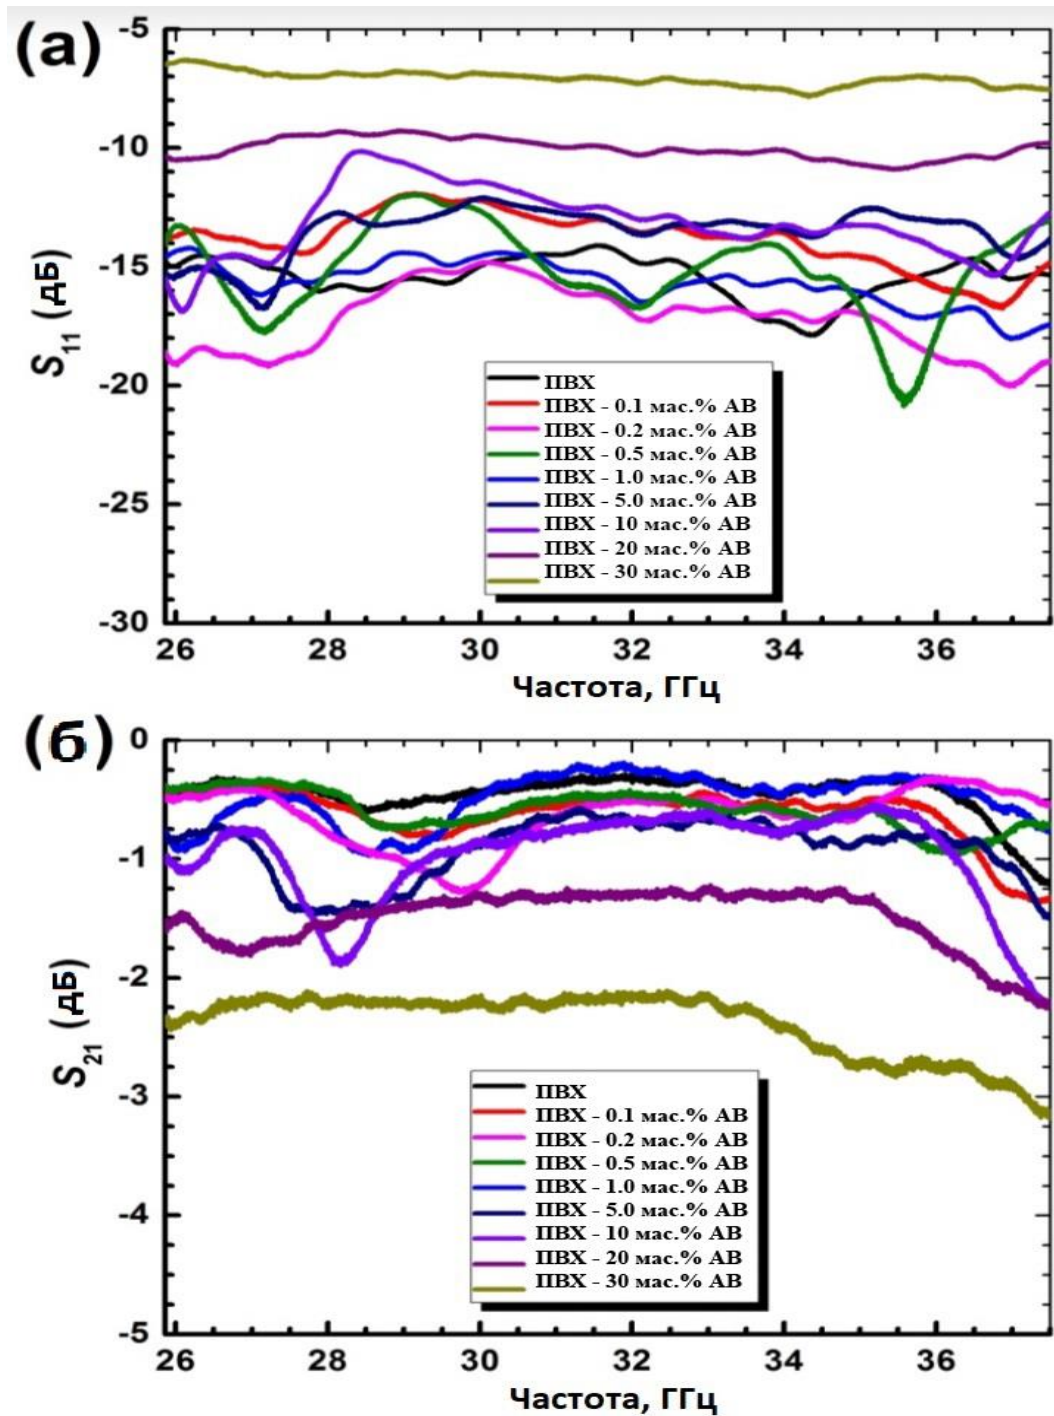 (а)
-5
-10
-15
-20
-25
-30
S11 (дБ)
ПВХ
ПВХ - 0.1 мас.% АВ
ПВХ - 0.2 мас.% АВ
ПВХ - 0.5 мас.% АВ
ПВХ - 1.0 мас.% АВ
ПВХ - 5.0 мас.% АВ
ПВХ - 10 мас.% АВ
ПВХ - 20 мас.% АВ
ПВХ - 30 мас.% АВ
26 28 30 32 34 36
Частота, ГГц
(б)
0
-1
-2
-3
-4
-5
S21 (дБ)
ПВХ
ПВХ - 0.1 мас.% АВ
ПВХ - 0.2 мас.% АВ
ПВХ - 0.5 мас.% АВ
ПВХ - 1.0 мас.% АВ
ПВХ - 5.0 мас.% АВ
ПВХ - 10 мас.% АВ
ПВХ - 20 мас.% АВ
ПВХ - 30 мас.% АВ
26 28 30 32 34 36
Частота, ГГц